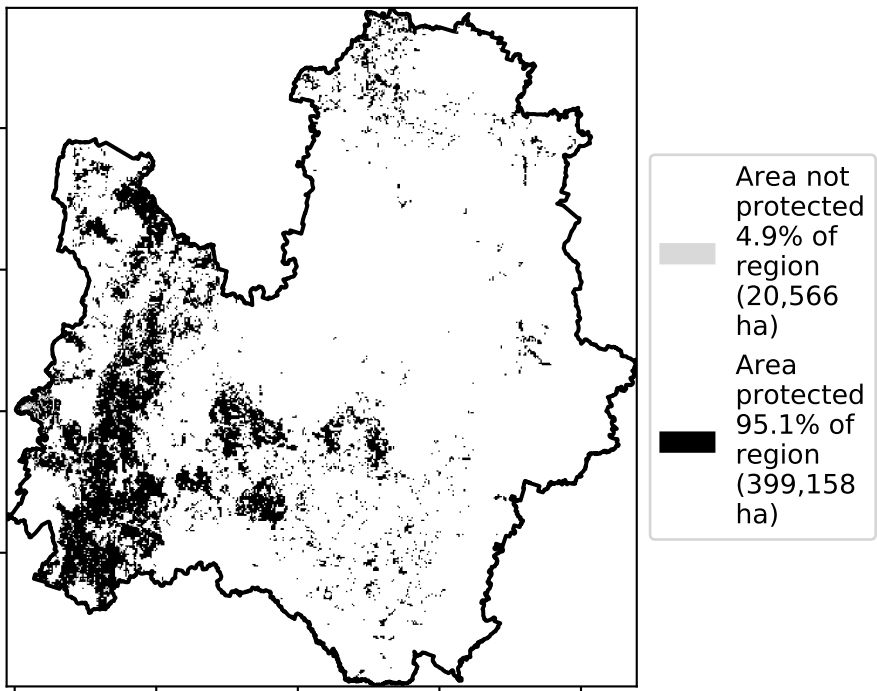 Area not
protected
4.9% of
region
(20,566
ha)
Area
protected
95.1% of
region
(399,158
ha)